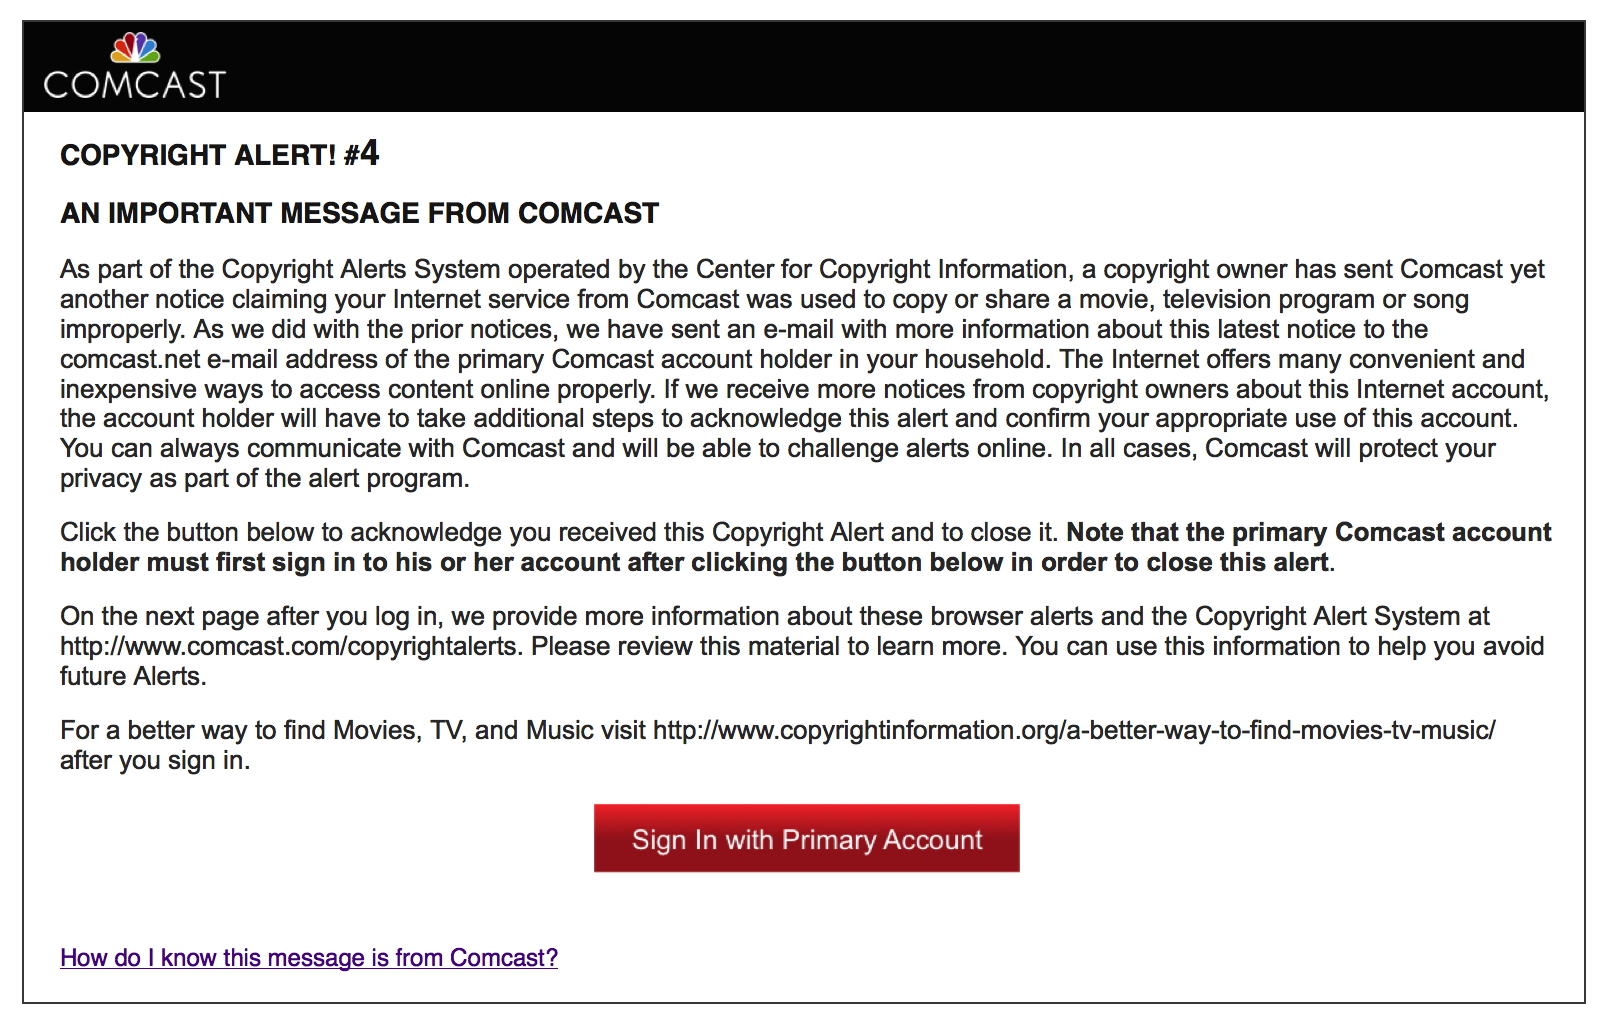 COMCAST
COPYRIGHT ALERT! #4
AN IMPORTANT MESSAGE FROM COMCAST
As part of the Copyright Alerts System operated by the Center for Copyright Information, a copyright owner has sent Comcast yet
another notice claiming your Internet service from Comcast was used to copy or share a movie, television program or song
improperly. As we did with the prior notices, we have sent an e-mail with more information about this latest notice to the
comcast.net e-mail address of the primary Comcast account holder in your household. The Internet offers many convenient and
inexpensive ways to access content online properly. If we receive more notices from copyright owners about this Internet account,
the account holder will have to take additional steps to acknowledge this alert and confirm your appropriate use of this account.
You can always communicate with Comcast and will be able to challenge alerts online. In all cases, Comcast will protect your
privacy as part of the alert program.
Click the button below to acknowledge you received this Copyright Alert and to close it. Note that the primary Comcast account
holder must first sign in to his or her account after clicking the button below in order to close this alert.
On the next page after you log in, we provide more information about these browser alerts and the Copyright Alert System at
http://www.comcast.com/copyrightalerts. Please review this material to learn more. You can use this information to help you avoid
future Alerts.
For a better way to find Movies, TV, and Music visit http://www.copyrightinformation.org/a-better-way-to-find-movies-tv-music/
after you sign in.
Sign In with Primary Account
How do I know this message is from Comcast?